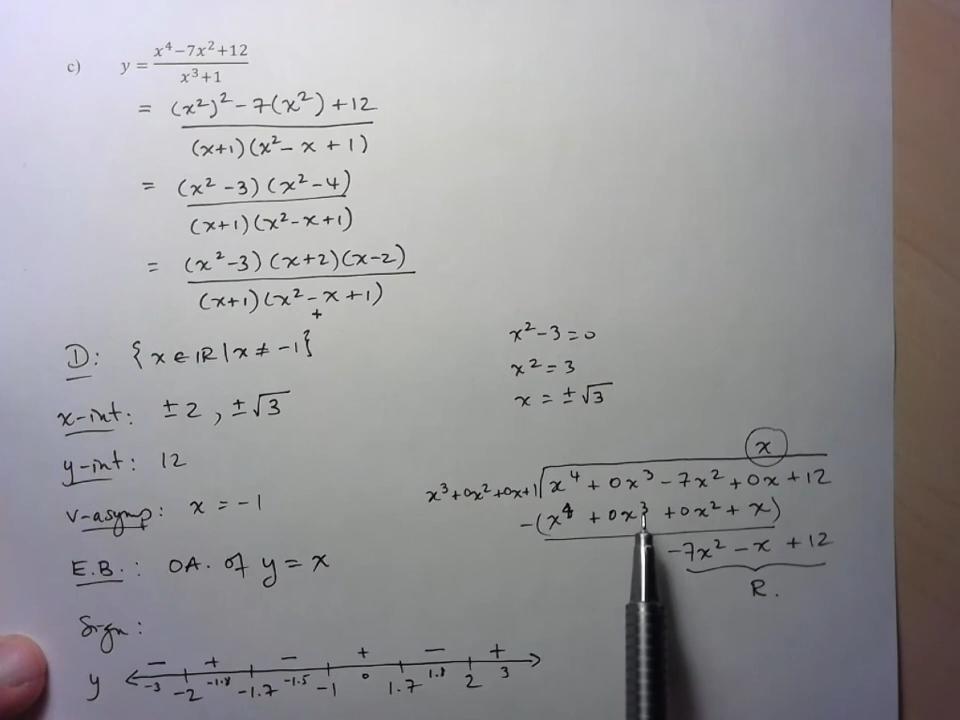 c) y = x⁴−7x²+12 / x³+1
= (x²)² − 7(x²) + 12 / (x+1)(x² − x + 1)
= (x² − 3)(x² − 4) / (x+1)(x² − x + 1)
= (x² − 3)(x+2)(x−2) / (x+1)(x² − x + 1)
+
D: {x ∈ ℝ | x ≠ −1}
x-int: ±2, ±√3
y-int: 12
V-asymp: x = −1
E.B.: OA. of y = x
Sign:
− + − + − +
y −3 −2 −1.8 −1.7 −1.5 −1 0 1.7 1.8 2 3
x² − 3 = 0
x² = 3
x = ±√3
x
x³ + 0x² + 0x + 1 √ x⁴ + 0x³ − 7x² + 0x + 12
−(x⁴ + 0x³ + 0x² + x)
−7x² − x + 12
R.